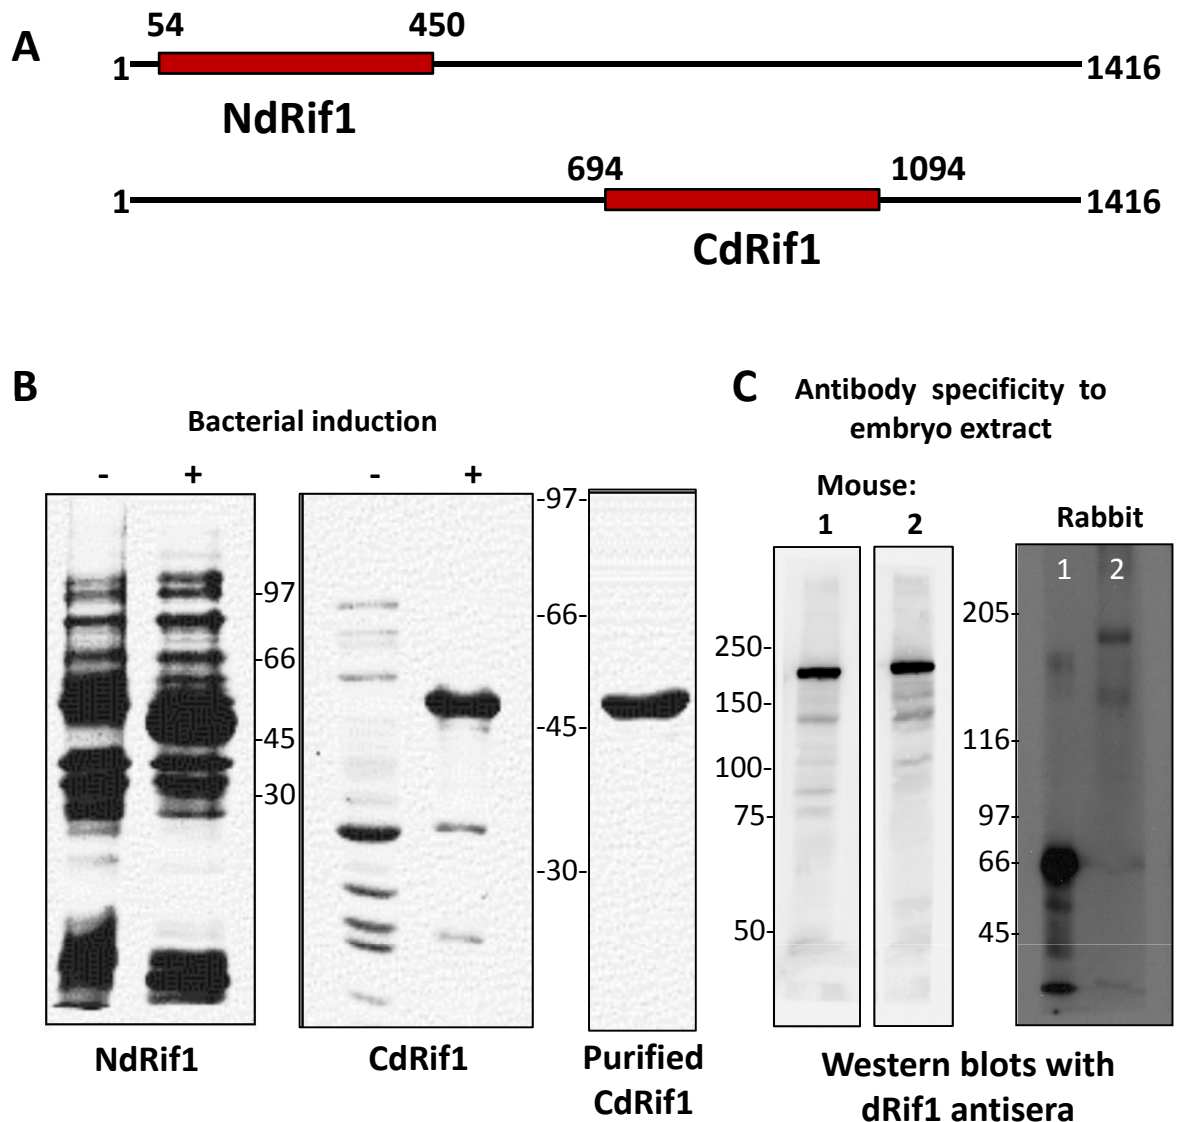 A
54 450
1 1416
NdRif1
694 1094
1 1416
CdRif1
B
Bacterial induction
- +
- +
-97
-66
-45
-30
-97-
-66-
-45-
-30-
NdRif1
CdRif1
Purified
CdRif1
C
Antibody specificity to
embryo extract
Mouse:
1 2
250-
150-
100-
75-
50-
Rabbit
1 2
205-
116-
97-
66-
45-
Western blots with
dRif1 antisera